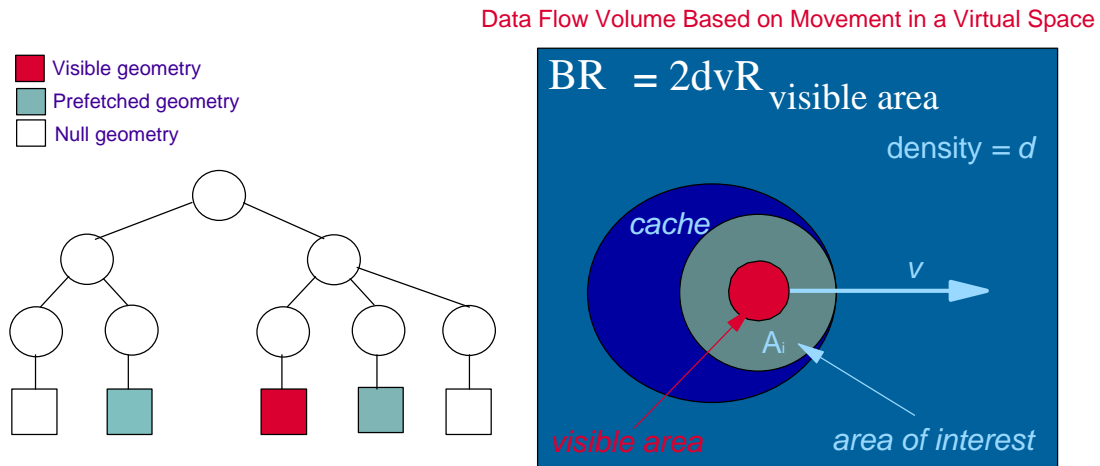 Data Flow Volume Based on Movement in a Virtual Space
Visible geometry
Prefetched geometry
Null geometry
BR = 2dvR visible area
density = d
cache
v
Ai
visible area
area of interest